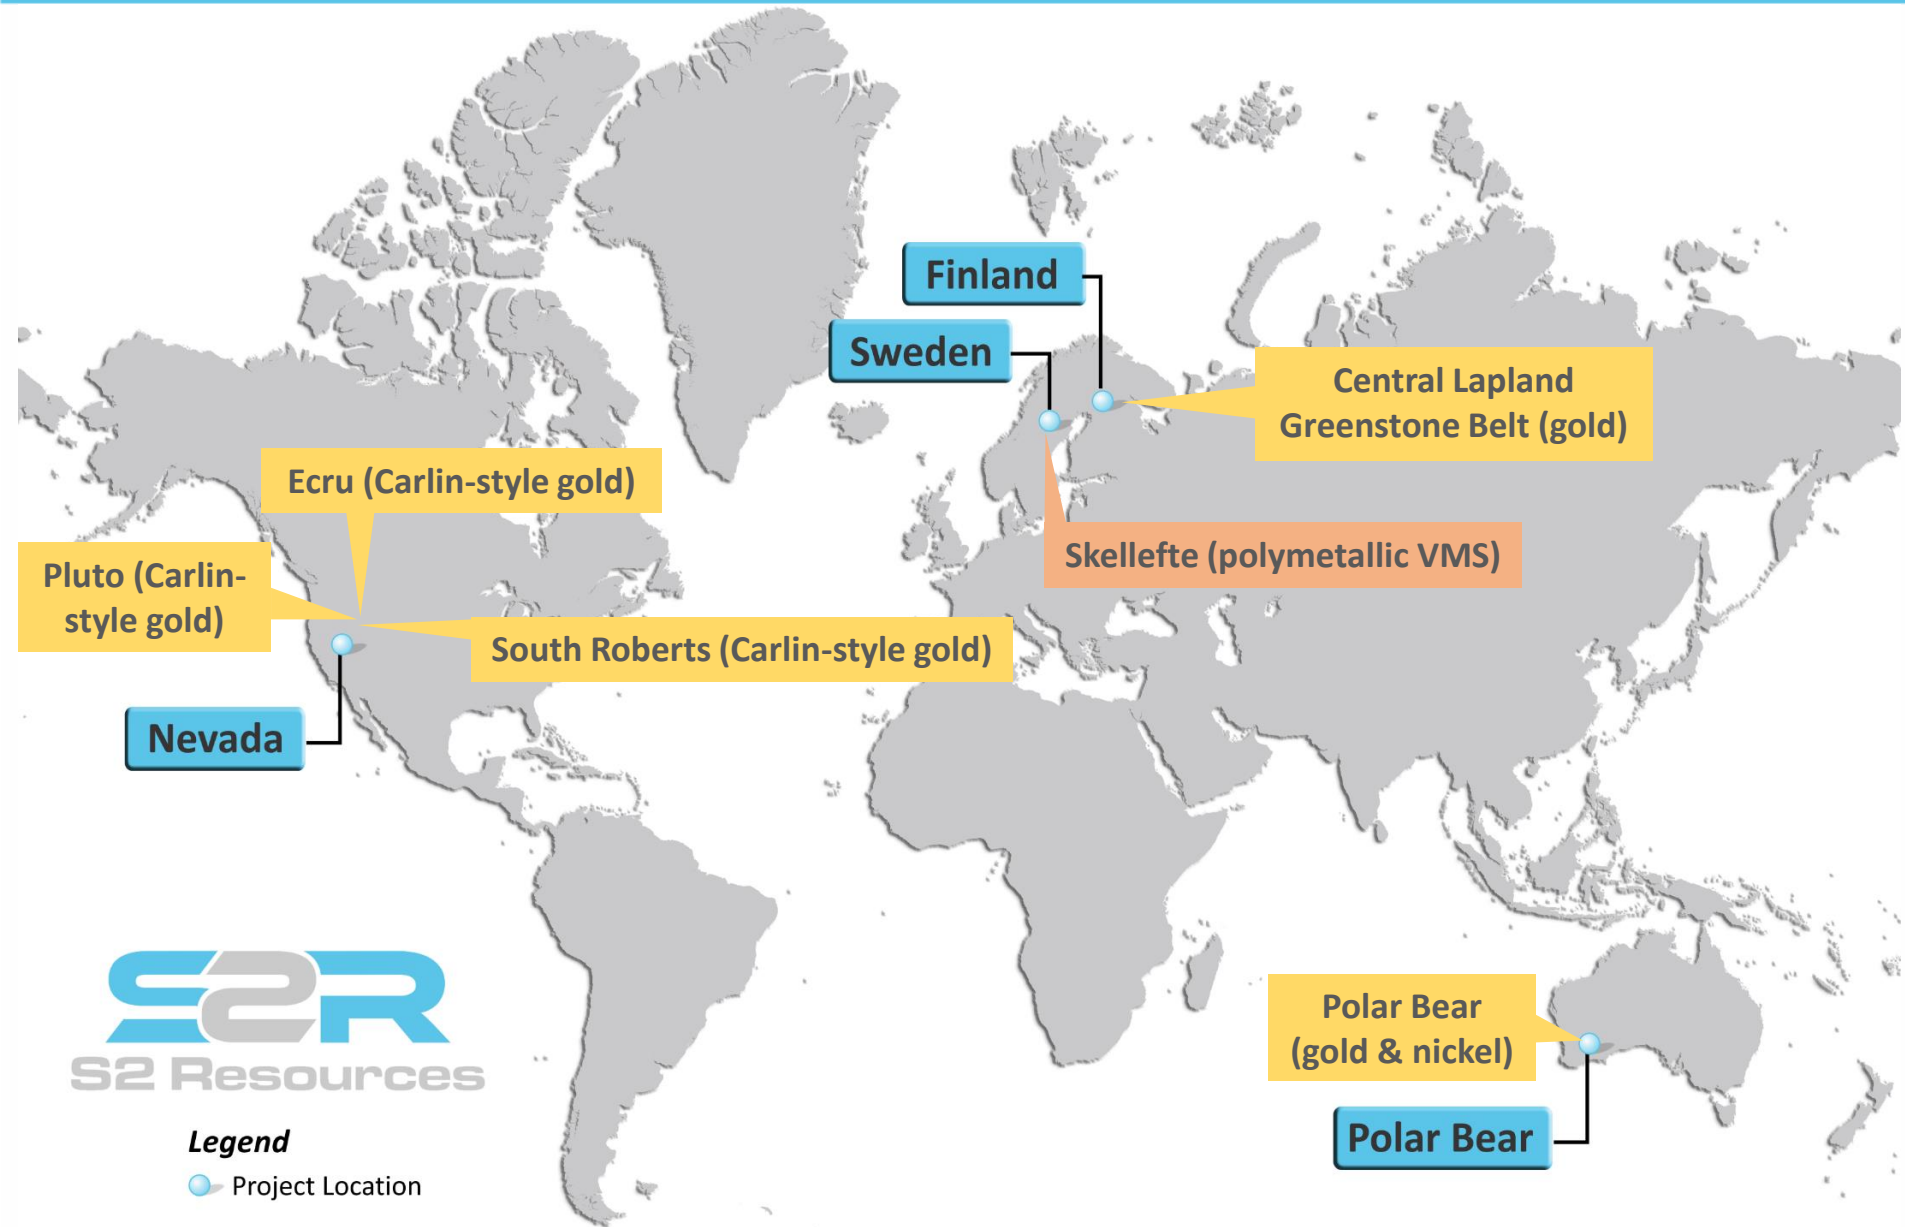 Finland
Sweden
Central Lapland
Greenstone Belt (gold)
Ecru (Carlin-style gold)
Skellefte (polymetallic VMS)
Pluto (Carlin-
style gold)
South Roberts (Carlin-style gold)
Nevada
S2R
S2 Resources
Polar Bear
(gold & nickel)
Polar Bear
Legend
Project Location